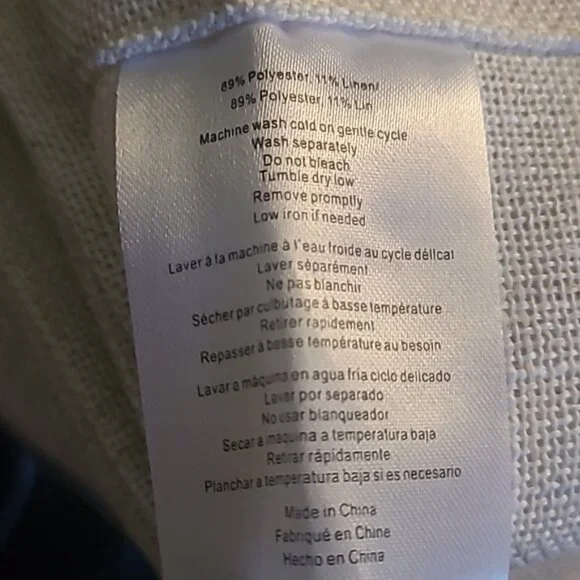 89% Polyester, 11% Linen/
89% Polyester, 11% Lin
Machine wash cold on gentle cycle
Wash separately
Do not bleach
Tumble dry low
Remove promptly
Low iron if needed
Laver à la machine à l'eau froide au cycle délicat
Laver séparément
Ne pas blanchir
Sécher par culbutage à basse température
Retirer rapidement
Repasser à basse température au besoin
Lavar a máquina en agua fría ciclo delicado
Lavar por separado
No usar blanqueador
Secar a maquina a temperatura baja
Retirar rápidamente
Planchar a temperatura baja si es necesario
Made in China
Fabriqué en Chine
Hecho en China